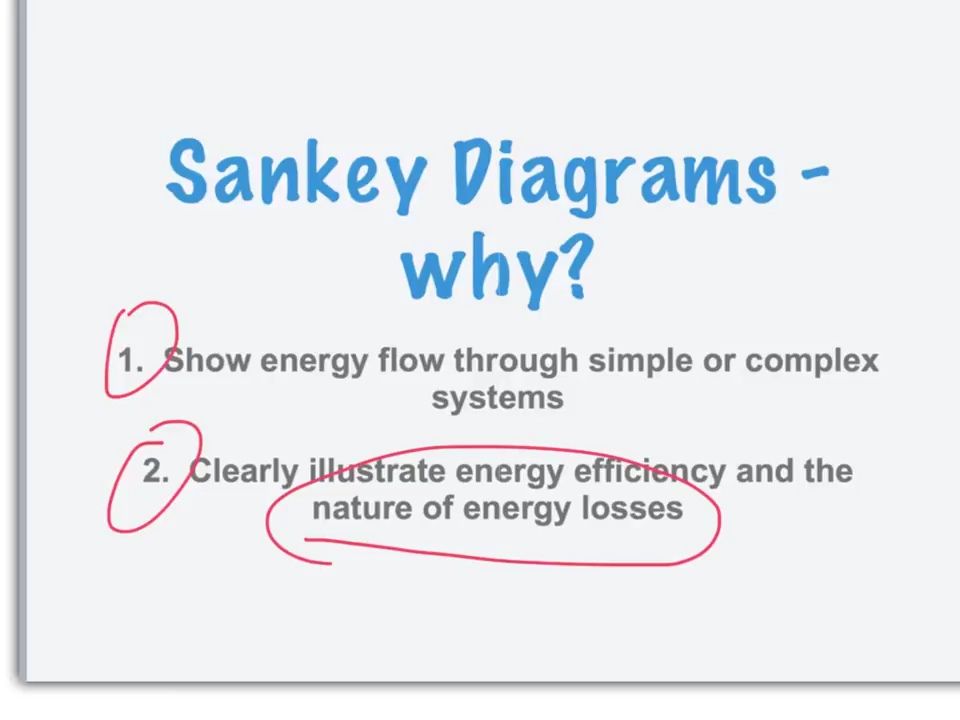 Sankey Diagrams -
why?
1. Show energy flow through simple or complex
systems
2. Clearly illustrate energy efficiency and the
nature of energy losses